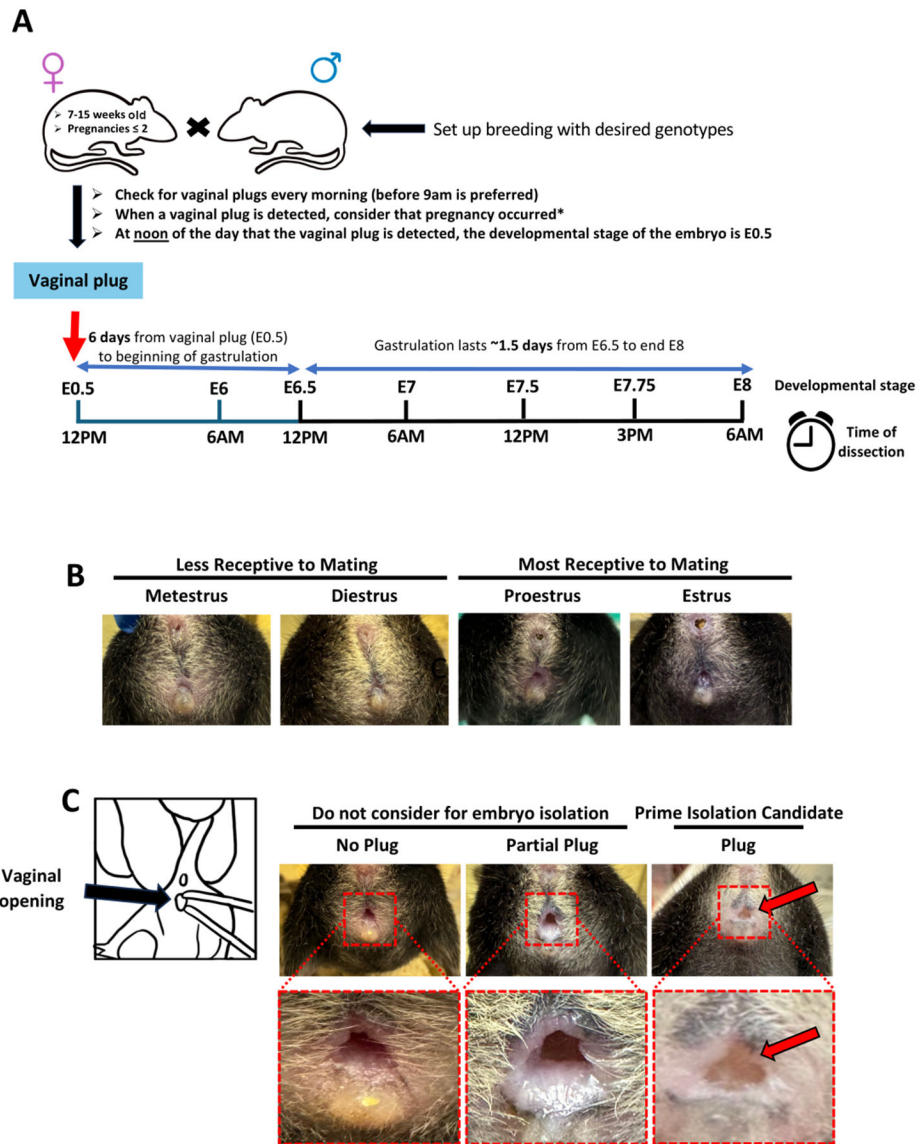 A
♀
♂
➢ 7-15 weeks old
➢ Pregnancies ≤ 2
Set up breeding with desired genotypes
➢ Check for vaginal plugs every morning (before 9am is preferred)
➢ When a vaginal plug is detected, consider that pregnancy occurred*
➢ At noon of the day that the vaginal plug is detected, the developmental stage of the embryo is E0.5
Vaginal plug
6 days from vaginal plug (E0.5)
to beginning of gastrulation
Gastrulation lasts ~1.5 days from E6.5 to end E8
E0.5 E6 E6.5 E7 E7.5 E7.75 E8 Developmental stage
12PM 6AM 12PM 6AM 12PM 3PM 6AM
Time of
dissection
B
Less Receptive to Mating Most Receptive to Mating
Metestrus Diestrus Proestrus Estrus
C
Do not consider for embryo isolation Prime Isolation Candidate
No Plug Partial Plug Plug
Vaginal
opening